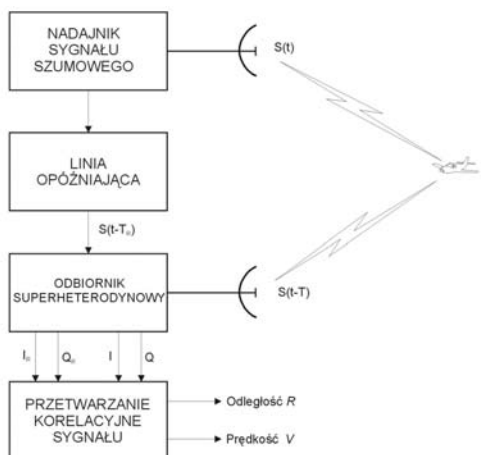 NADAJNIK
SYGNAŁU
SZUMOWEGO
S(t)
LINIA
OPÓŹNIAJĄCA
S(t-T₀)
ODBIORNIK
SUPERHETERODYNOWY
S(t-T)
I₀
Q₀
I
Q
PRZETWARZANIE
KORELACYJNE
SYGNAŁU
Odległość R
Prędkość V